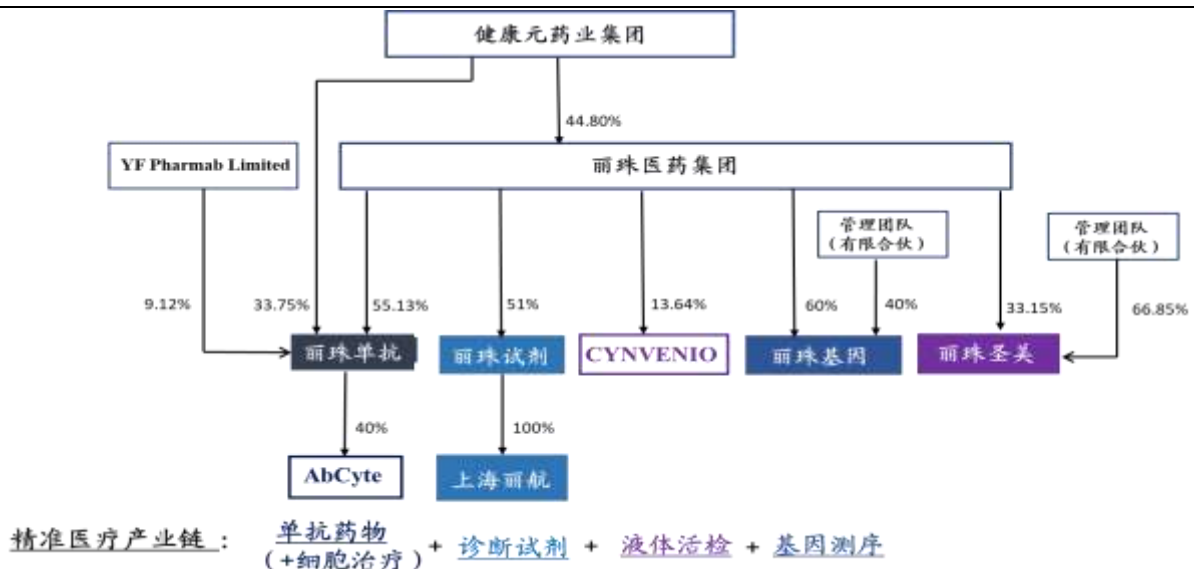 健康元药业集团
44.80%
YF Pharmab Limited
丽珠医药集团
管理团队
（有限合伙）
管理团队
（有限合伙）
9.12%
33.75%
55.13%
51%
13.64%
60%
40%
33.15%
66.85%
丽珠单抗
丽珠试剂
CYNVENIO
丽珠基因
丽珠圣美
40%
100%
AbCyte
上海丽航
精准医疗产业链： 单抗药物 + 诊断试剂 + 液体活检 + 基因测序
（+细胞治疗）